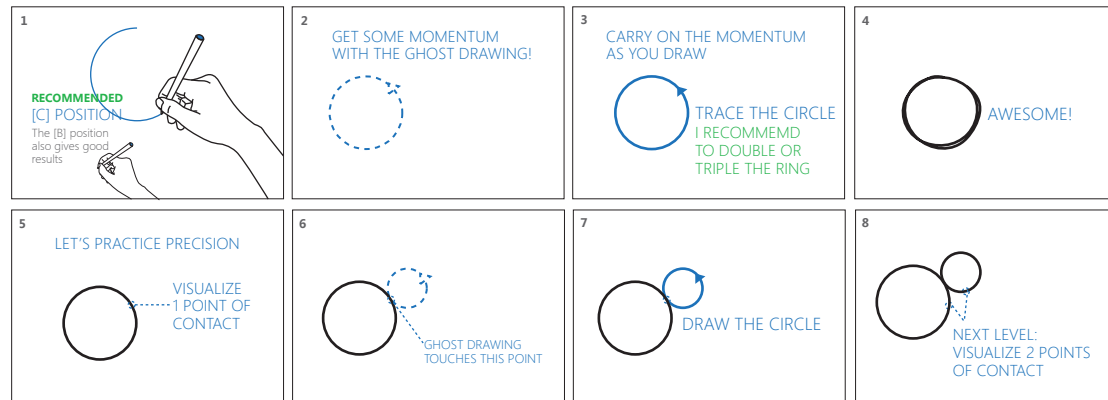 1
RECOMMENDED
[C] POSITION
The [B] position
also gives good
results
2
GET SOME MOMENTUM
WITH THE GHOST DRAWING!
3
CARRY ON THE MOMENTUM
AS YOU DRAW
TRACE THE CIRCLE
I RECOMMEMD
TO DOUBLE OR
TRIPLE THE RING
4
AWESOME!
5
LET'S PRACTICE PRECISION
VISUALIZE
1 POINT OF
CONTACT
6
GHOST DRAWING
TOUCHES THIS POINT
7
DRAW THE CIRCLE
8
NEXT LEVEL:
VISUALIZE 2 POINTS
OF CONTACT